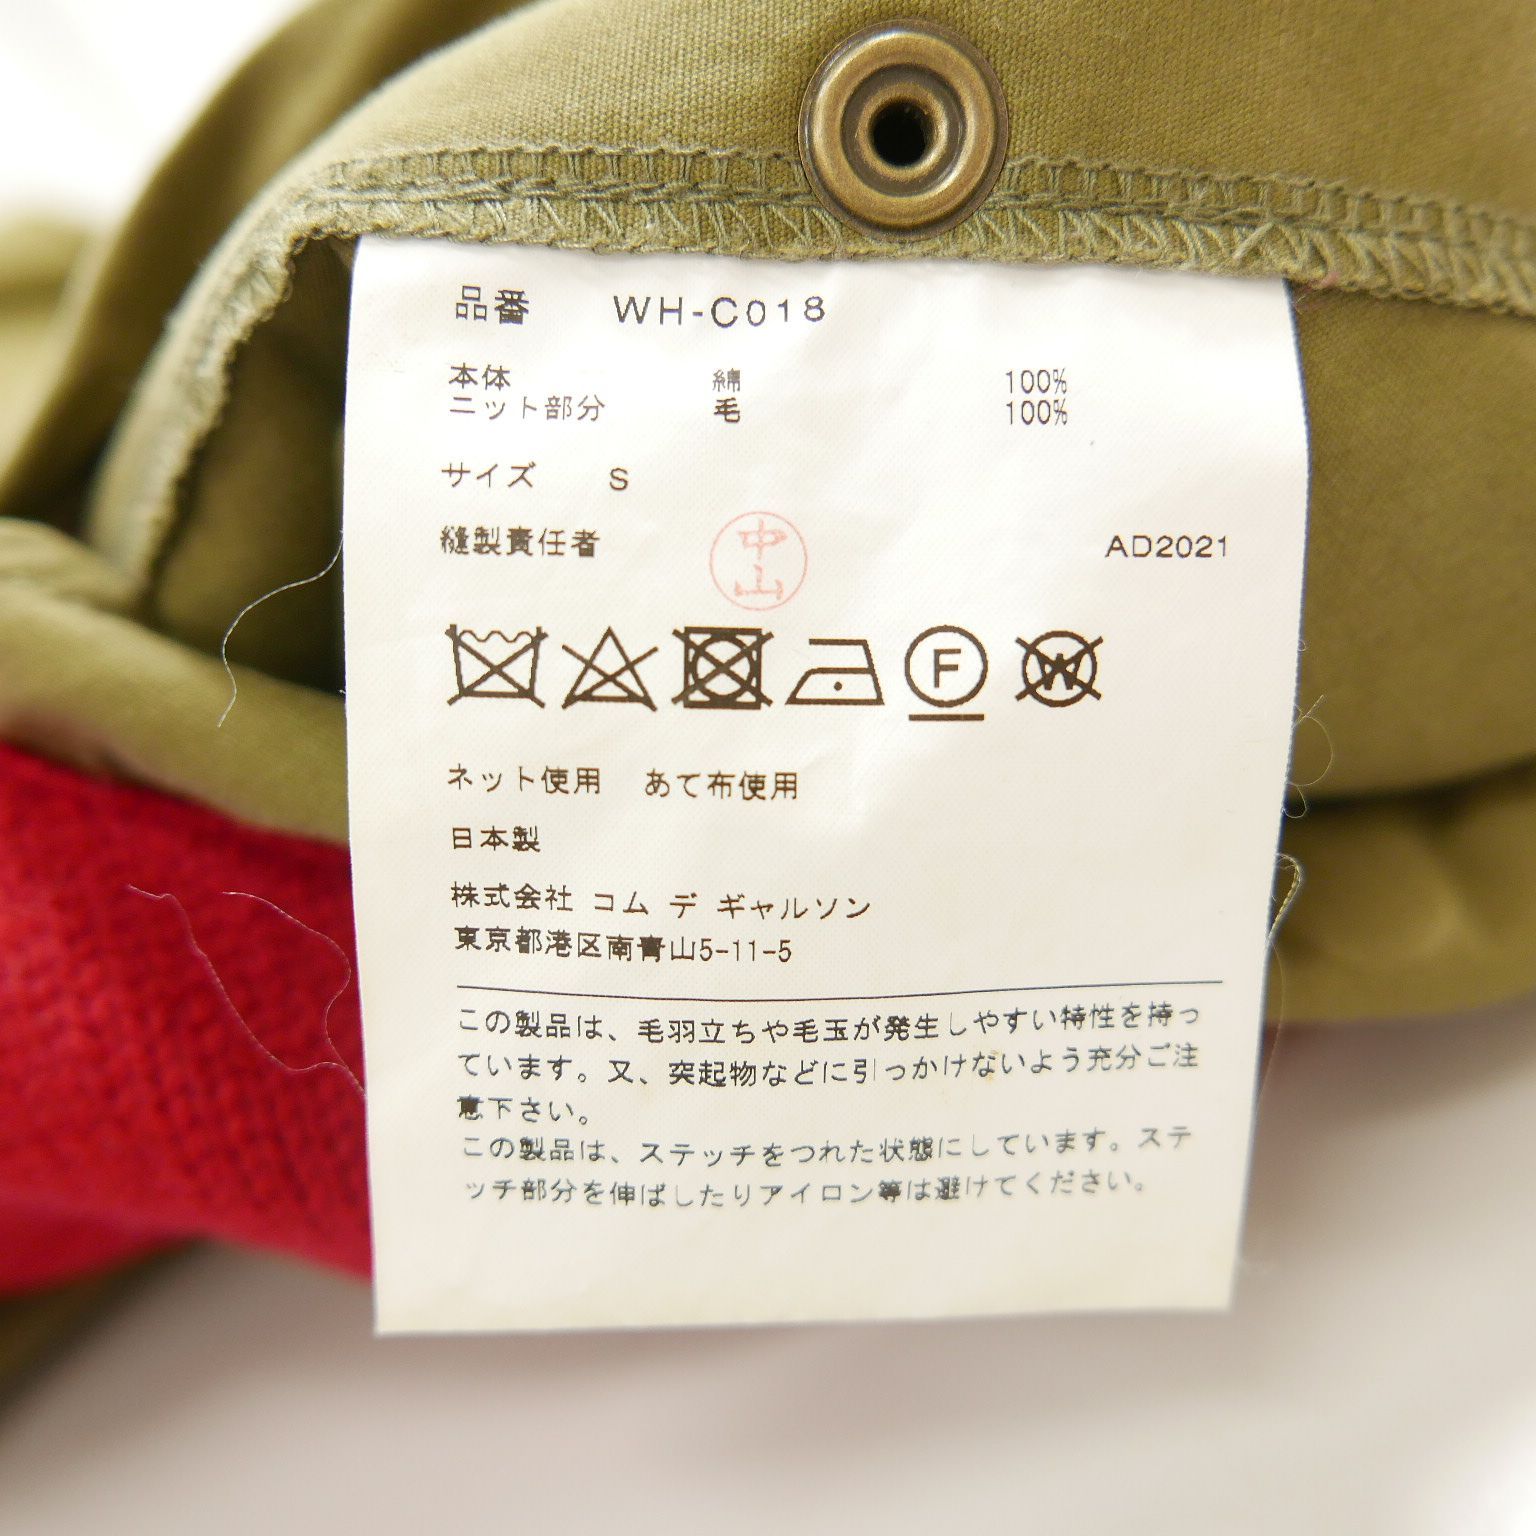 品番 WH-C018
本体 綿 100%
ニット部分 毛 100%
サイズ S
縫製責任者 中山 AD2021
F W
ネット使用 あて布使用
日本製
株式会社 コム デ ギャルソン
東京都港区南青山5-11-5
この製品は、毛羽立ちや毛玉が発生しやすい特性を持っ
ています。又、突起物などに引っかけないよう充分ご注
意下さい。
この製品は、ステッチをつれた状態にしています。ステ
ッチ部分を伸ばしたりアイロン等は避けてください。